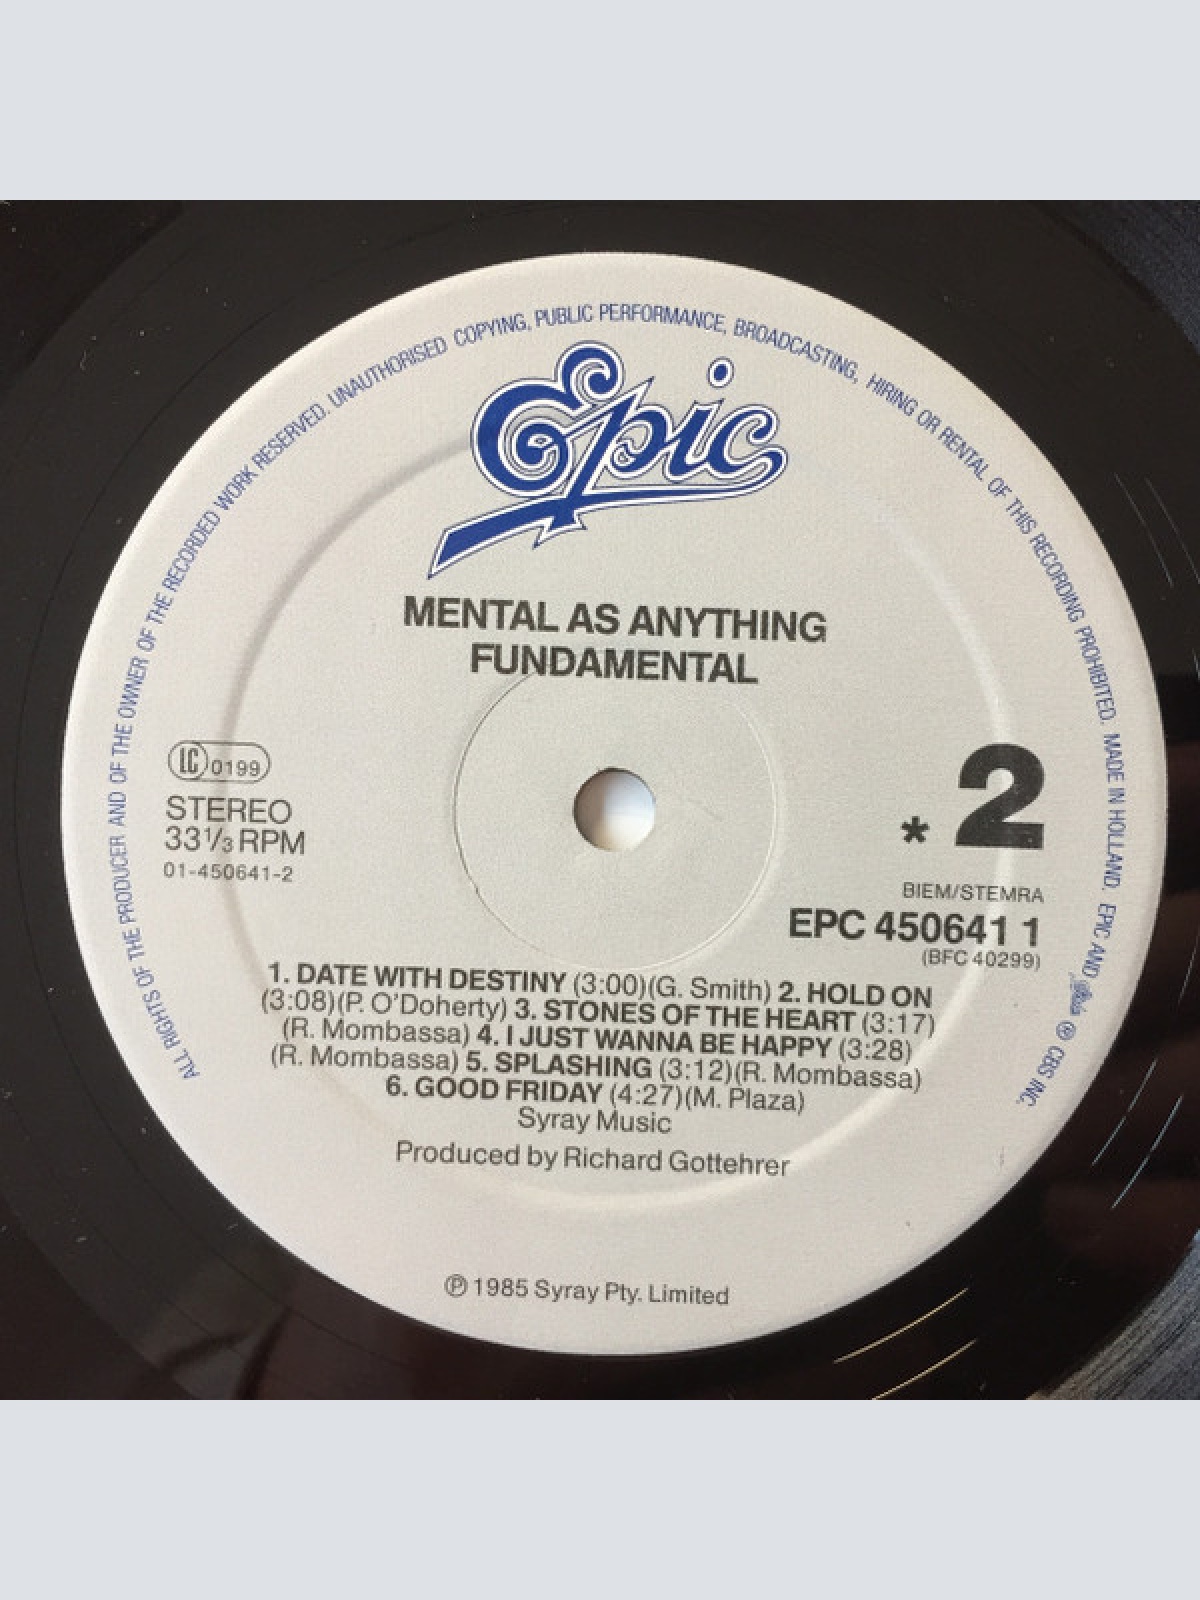 ALL RIGHTS OF THE PRODUCER AND OF THE OWNER OF THE RECORDED WORK RESERVED. UNAUTHORISED COPYING, PUBLIC PERFORMANCE, BROADCASTING, HIRING OR RENTAL OF THIS RECORDING PROHIBITED. MADE IN HOLLAND. EPIC AND Epic ® CBS INC.
Epic
MENTAL AS ANYTHING
FUNDAMENTAL
LC 0199
STEREO
33⅓ RPM
01-450641-2
* 2
BIEM/STEMRA
EPC 450641 1
(BFC 40299)
1. DATE WITH DESTINY (3:00)(G. Smith) 2. HOLD ON
(3:08)(P. O'Doherty) 3. STONES OF THE HEART (3:17)
(R. Mombassa) 4. I JUST WANNA BE HAPPY (3:28)
(R. Mombassa) 5. SPLASHING (3:12)(R. Mombassa)
6. GOOD FRIDAY (4:27)(M. Plaza)
Syray Music
Produced by Richard Gottehrer
℗ 1985 Syray Pty. Limited